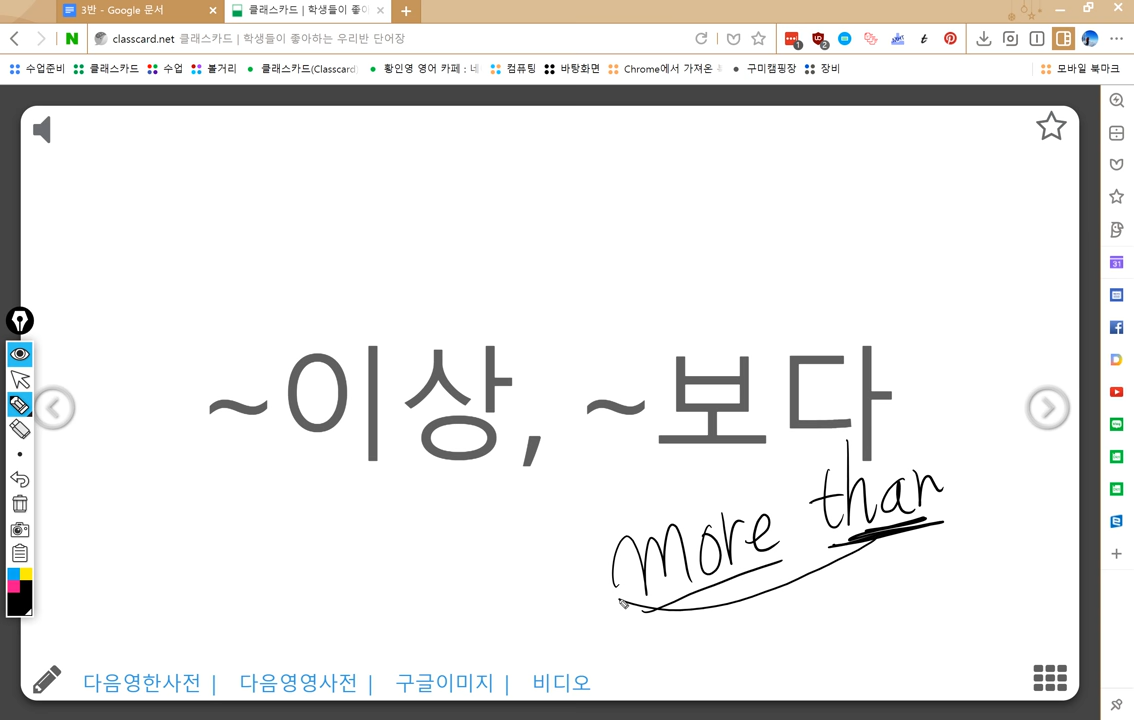 3반 - Google 문서
클래스카드 | 학생들이 좋아
classcard.net 클래스카드 | 학생들이 좋아하는 우리반 단어장
수업준비 클래스카드 수업 볼거리 클래스카드(Classcard 황인영 영어 카페 ; 네 컴퓨팅 바탕화면 Chrome에서 가져온 구미캠핑장 장비 모바일 북마크
~이상, ~보다
more than
다음영한사전 | 다음영영사전 | 구글이미지 | 비디오